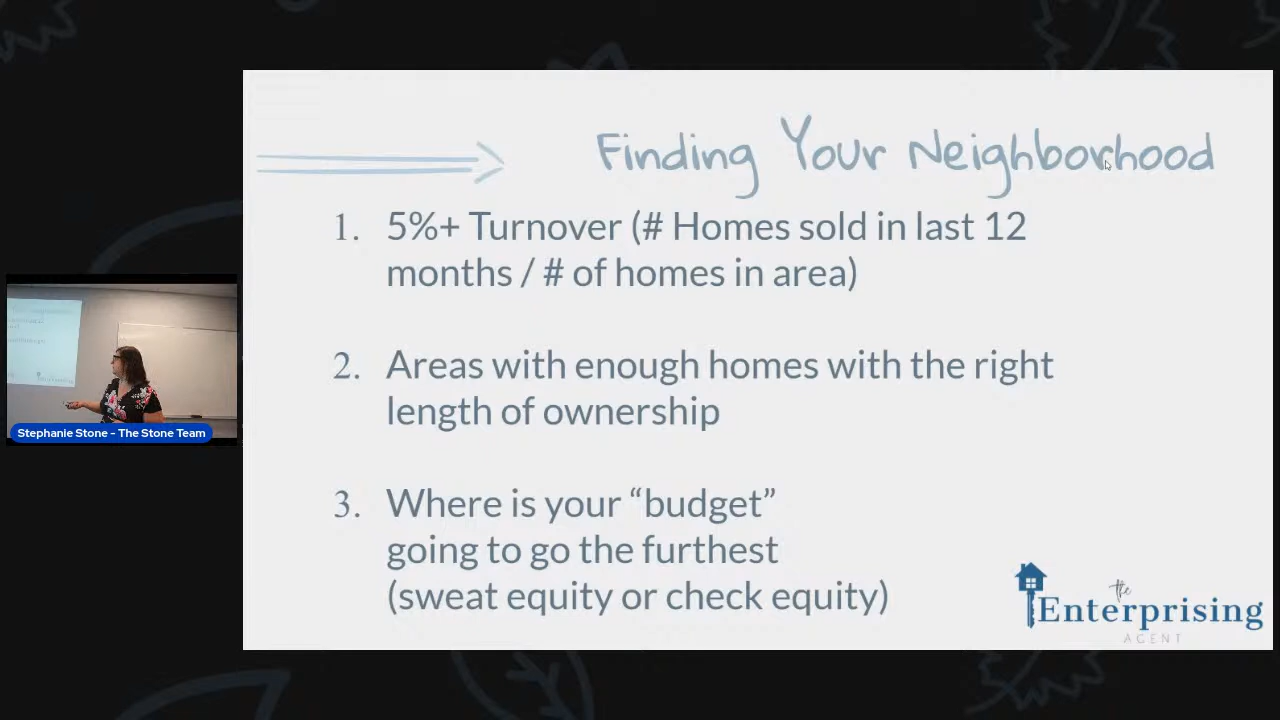 Finding Your Neighborhood
1. 5%+ Turnover (# Homes sold in last 12
months / # of homes in area)
2. Areas with enough homes with the right
length of ownership
3. Where is your “budget”
going to go the furthest
(sweat equity or check equity)
the
Enterprising
AGENT
Stephanie Stone - The Stone Team